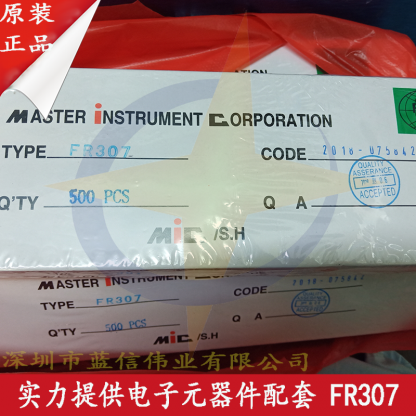 原装
正品
MASTER INSTRUMENT CORPORATION
TYPE FR307 CODE 2018-075842
QUALITY
ASSERANCE
ACCEPTED
Q'TY 500 PCS Q A
MIC /S.H
MASTER INSTRUMENT CORPORATION
TYPE FR307 CODE
Q'TY 500 PCS Q A
MIC /S.H
深圳市蓝信伟业有限公司
实力提供电子元器件配套 FR307